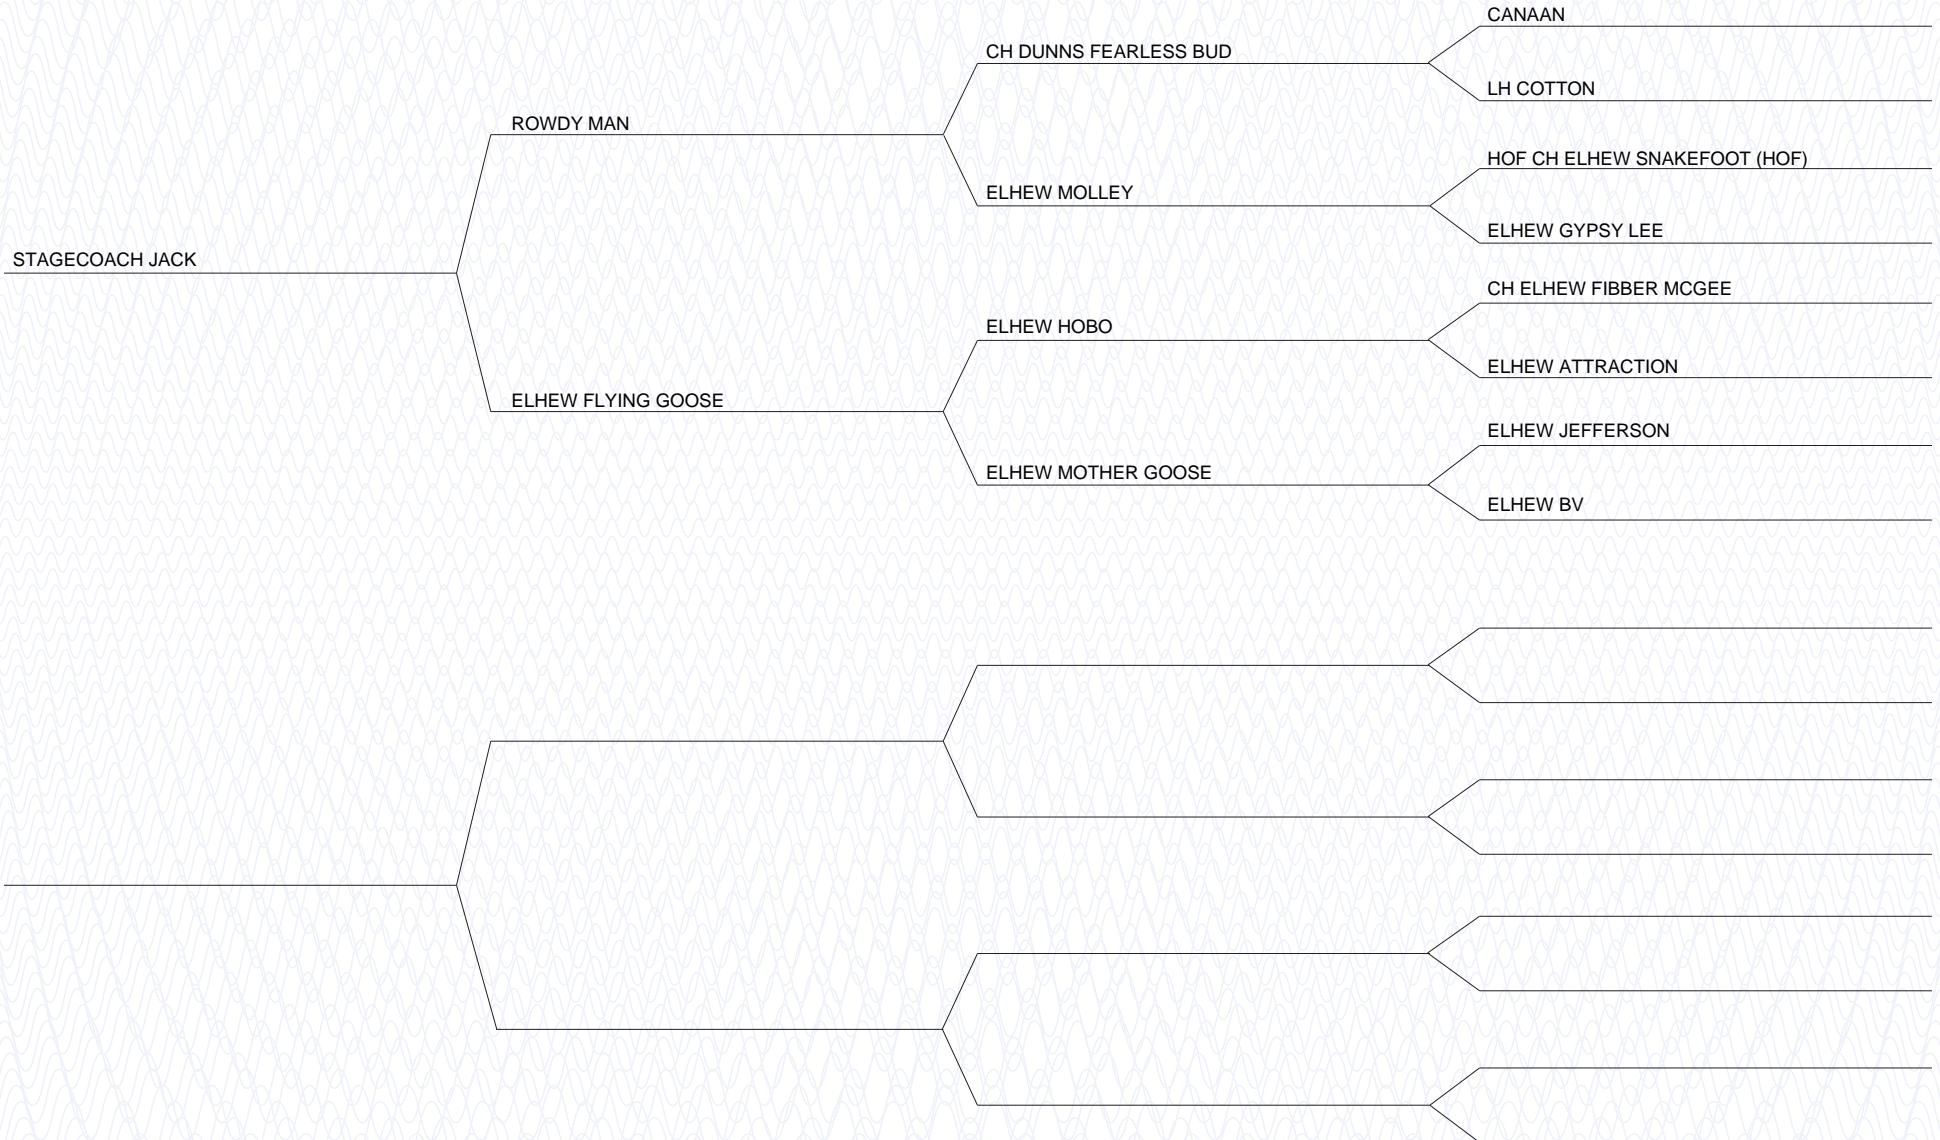 CANAAN
CH DUNNS FEARLESS BUD
LH COTTON
ROWDY MAN
HOF CH ELHEW SNAKEFOOT (HOF)
ELHEW MOLLEY
ELHEW GYPSY LEE
STAGECOACH JACK
CH ELHEW FIBBER MCGEE
ELHEW HOBO
ELHEW ATTRACTION
ELHEW FLYING GOOSE
ELHEW JEFFERSON
ELHEW MOTHER GOOSE
ELHEW BV